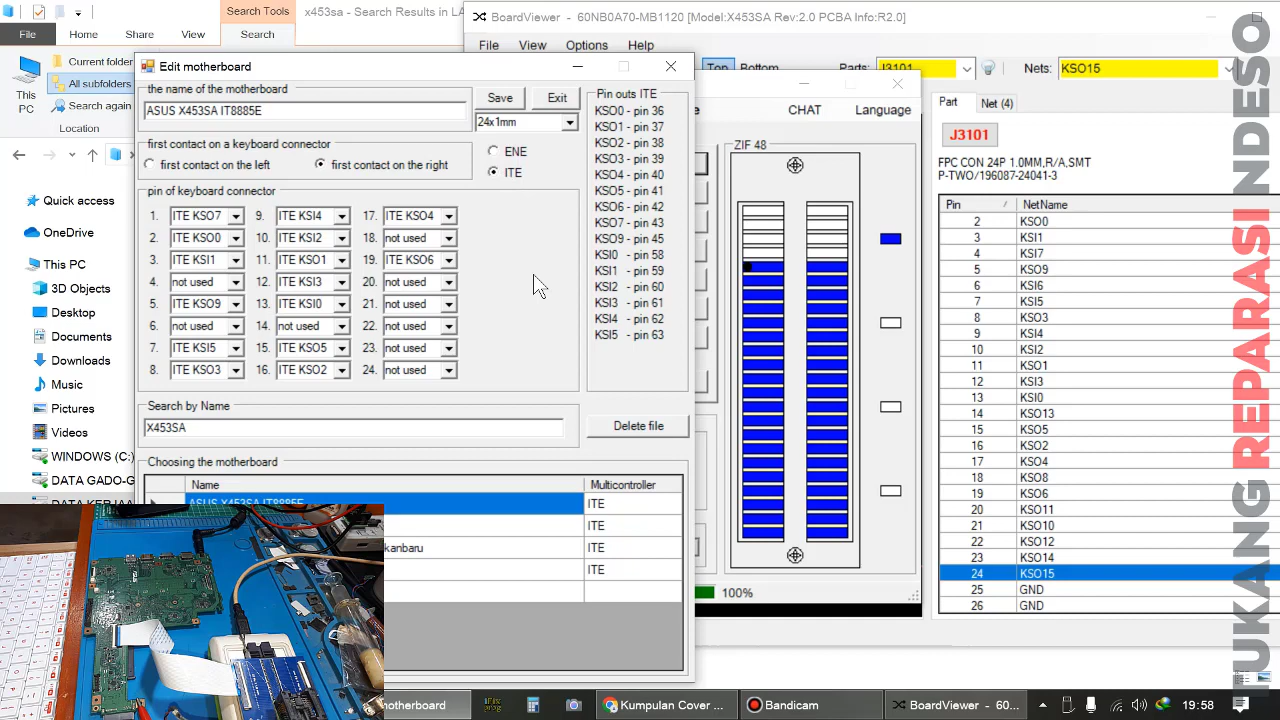 x453sa - Search Results in LA
Search Tools
File
Home
Share
View
Search
This PC
Current folder
All subfolders
Search again
Location
Quick access
OneDrive
This PC
3D Objects
Desktop
Documents
Downloads
Music
Pictures
Videos
WINDOWS (C:)
DATA GADO-G
BoardViewer - 60NB0A70-MB1120 [Model:X453SA Rev:2.0 PCBA Info:R2.0]
File
View
Options
Help
Top
Bottom
Parts:
J3101
Nets:
KSO15
Edit motherboard
the name of the motherboard
ASUS X453SA IT8885E
Save
Exit
24x1mm
first contact on a keyboard connector
first contact on the left
first contact on the right
ENE
ITE
pin of keyboard connector
1. ITE KSO7
9. ITE KSI4
17. ITE KSO4
2. ITE KSO0
10. ITE KSI2
18. not used
3. ITE KSI1
11. ITE KSO1
19. ITE KSO6
4. not used
12. ITE KSI3
20. not used
5. ITE KSO9
13. ITE KSI0
21. not used
6. not used
14. not used
22. not used
7. ITE KSI5
15. ITE KSO5
23. not used
8. ITE KSO3
16. ITE KSO2
24. not used
Pin outs ITE
KSO0 - pin 36
KSO1 - pin 37
KSO2 - pin 38
KSO3 - pin 39
KSO4 - pin 40
KSO5 - pin 41
KSO6 - pin 42
KSO7 - pin 43
KSO9 - pin 45
KSI0 - pin 58
KSI1 - pin 59
KSI2 - pin 60
KSI3 - pin 61
KSI4 - pin 62
KSI5 - pin 63
Search by Name
X453SA
Delete file
Choosing the motherboard
Name
Multicontroller
ASUS X453SA IT8885E
ITE
ITE
kanbaru
ITE
ITE
CHAT
Language
ZIF 48
100%
Part
Net (4)
J3101
FPC CON 24P 1.0MM,R/A,SMT
P-TWO/196087-24041-3
Pin
NetName
2 KSO0
3 KSI1
4 KSI7
5 KSO9
6 KSI6
7 KSI5
8 KSO3
9 KSI4
10 KSI2
11 KSO1
12 KSI3
13 KSI0
14 KSO13
15 KSO5
16 KSO2
17 KSO4
18 KSO8
19 KSO6
20 KSO11
21 KSO10
22 KSO12
23 KSO14
24 KSO15
25 GND
26 GND
TUKANG REPARASI INDESO
motherboard
Kumpulan Cover ...
Bandicam
BoardViewer - 60...
19:58